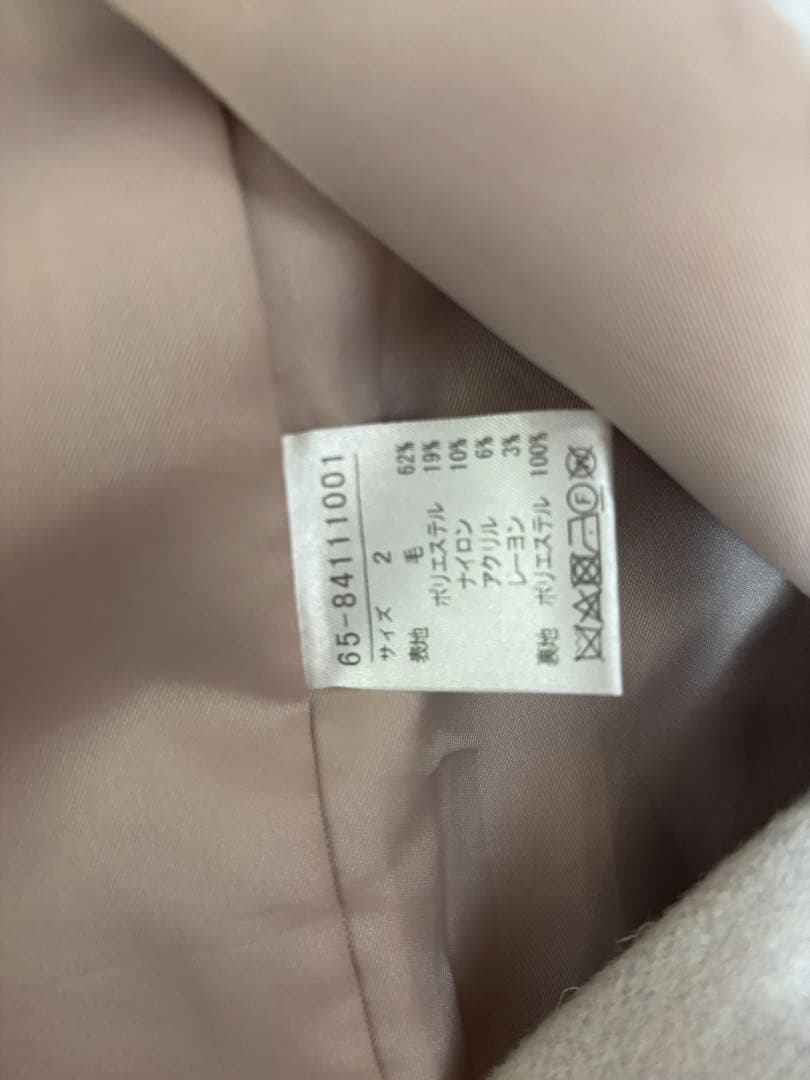 65-84111001
サイズ 2
表地 毛 62%
ポリエステル 19%
ナイロン 10%
アクリル 6%
レーヨン 3%
裏地 ポリエステル 100%
F
W